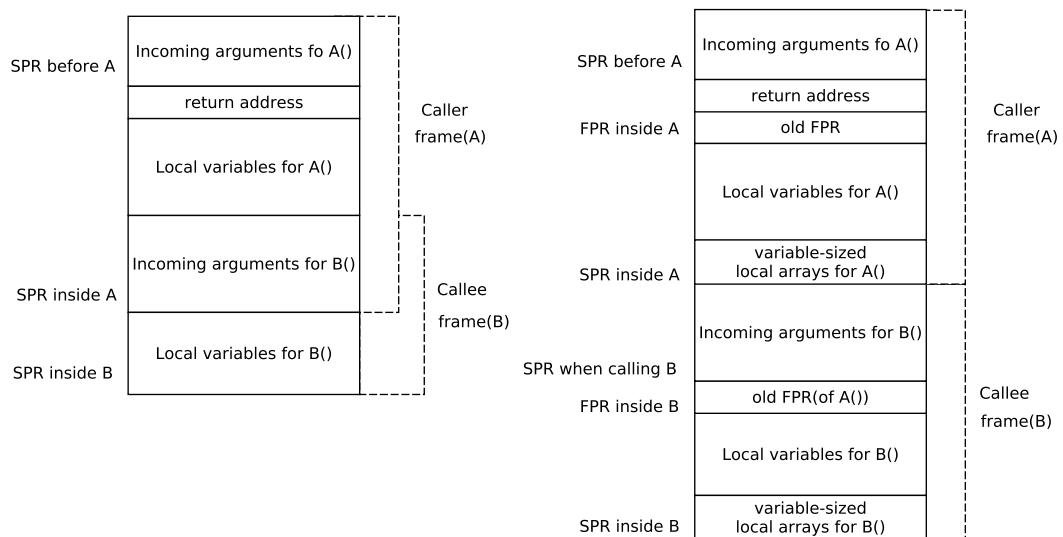 Incoming arguments fo A()
SPR before A
return address
Caller
frame(A)
Local variables for A()
Incoming arguments for B()
SPR inside A
Callee
frame(B)
Local variables for B()
SPR inside B
Incoming arguments fo A()
SPR before A
return address
Caller
frame(A)
FPR inside A
old FPR
Local variables for A()
variable-sized
local arrays for A()
SPR inside A
Incoming arguments for B()
SPR when calling B
old FPR(of A())
FPR inside B
Callee
frame(B)
Local variables for B()
variable-sized
local arrays for B()
SPR inside B